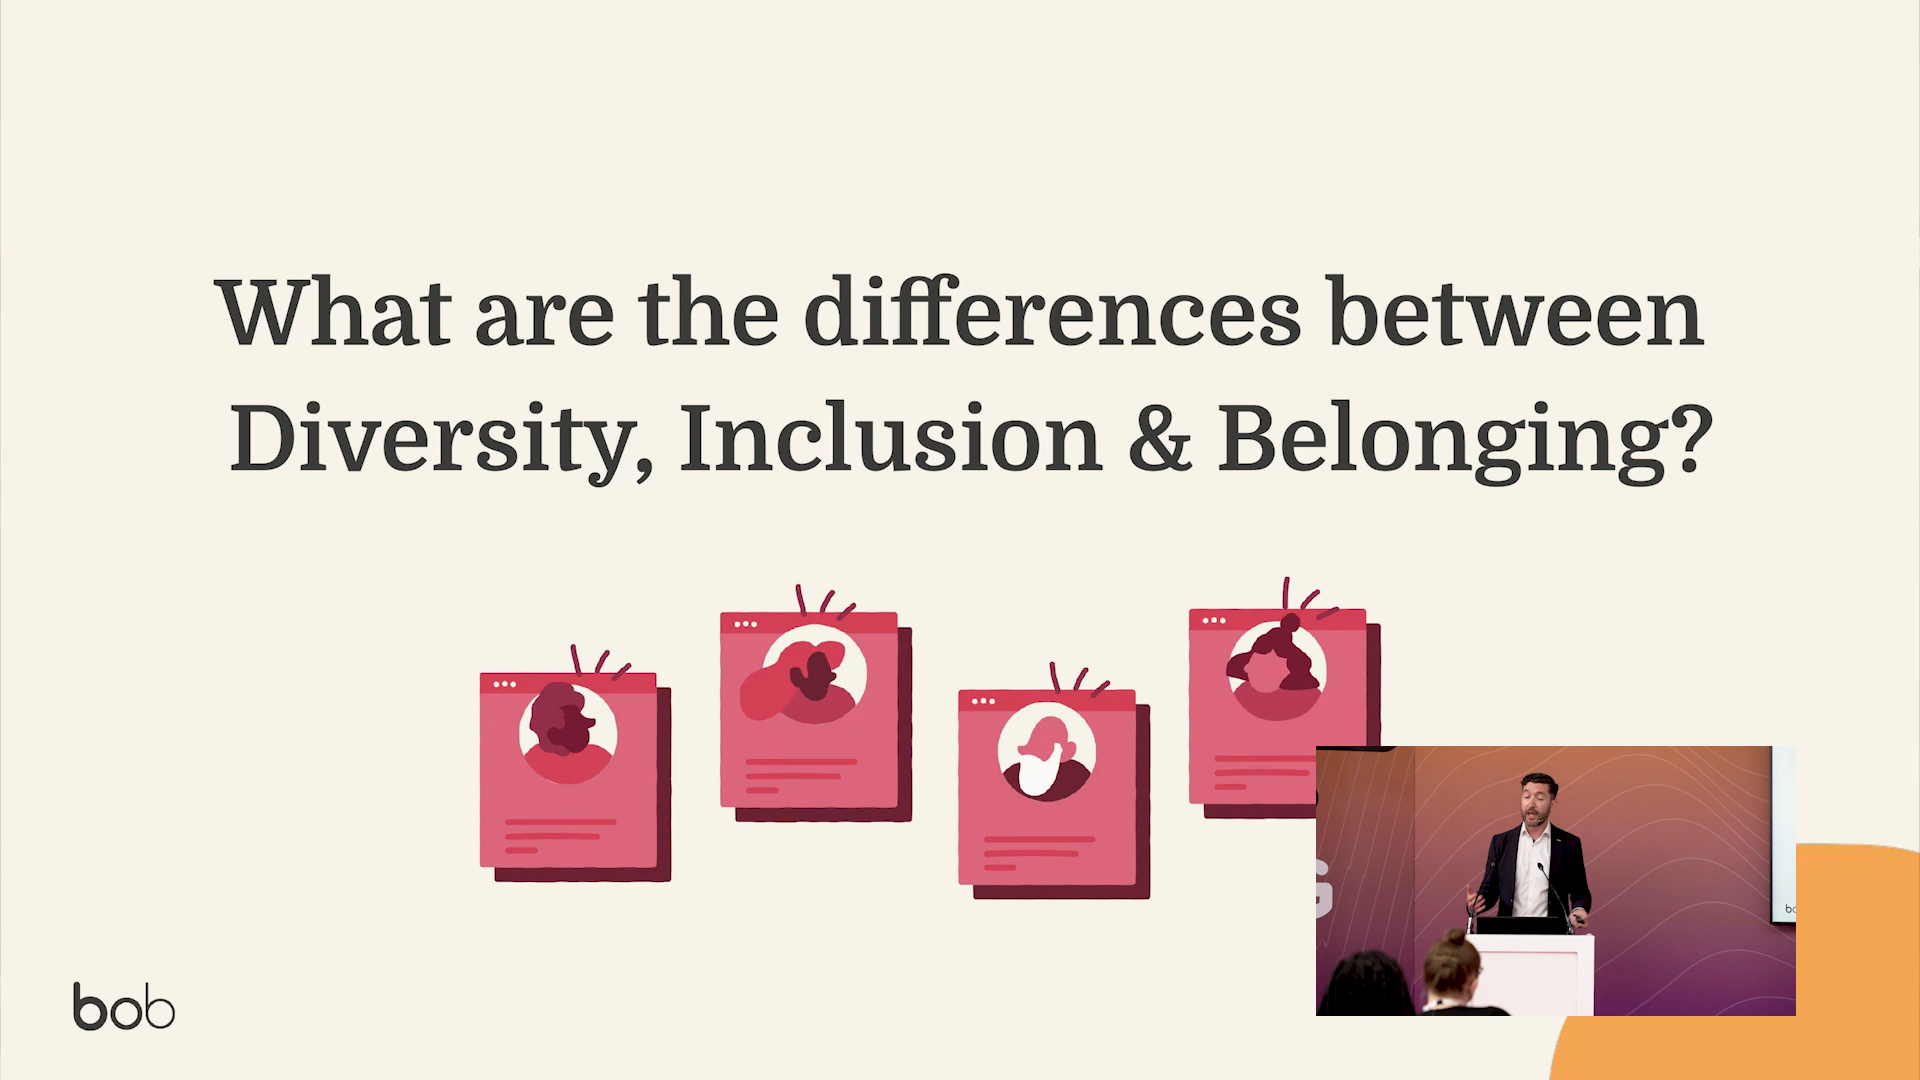 What are the differences between
Diversity, Inclusion & Belonging?
bob